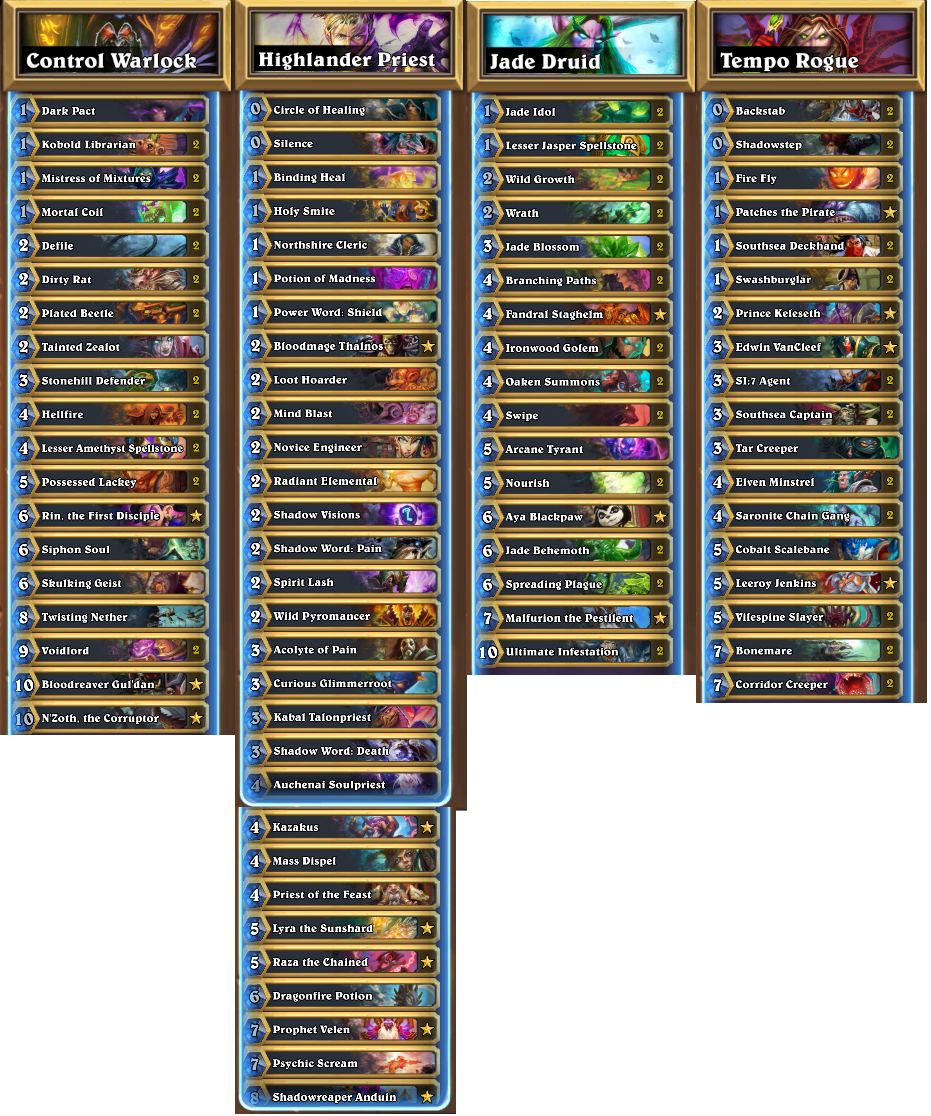 Control Warlock
1 Dark Pact
1 Kobold Librarian 2
1 Mistress of Mixtures 2
1 Mortal Coil 2
2 Defile 2
2 Dirty Rat 2
2 Plated Beetle 2
2 Tainted Zealot
3 Stonehill Defender 2
4 Hellfire 2
4 Lesser Amethyst Spellstone 2
5 Possessed Lackey 2
6 Rin, the First Disciple
6 Siphon Soul
6 Skulking Geist
8 Twisting Nether
9 Voidlord 2
10 Bloodreaver Gul'dan
10 N'Zoth, the Corruptor
Highlander Priest
0 Circle of Healing
0 Silence
1 Binding Heal
1 Holy Smite
1 Northshire Cleric
1 Potion of Madness
1 Power Word: Shield
2 Bloodmage Thalnos
2 Loot Hoarder
2 Mind Blast
2 Novice Engineer
2 Radiant Elemental
2 Shadow Visions
2 Shadow Word: Pain
2 Spirit Lash
2 Wild Pyromancer
3 Acolyte of Pain
3 Curious Glimmerroot
3 Kabal Talonpriest
3 Shadow Word: Death
4 Auchenai Soulpriest
4 Kazakus
4 Mass Dispel
4 Priest of the Feast
5 Lyra the Sunshard
5 Raza the Chained
6 Dragonfire Potion
7 Prophet Velen
7 Psychic Scream
8 Shadowreaper Anduin
Jade Druid
1 Jade Idol 2
1 Lesser Jasper Spellstone 2
2 Wild Growth 2
2 Wrath 2
3 Jade Blossom 2
4 Branching Paths 2
4 Fandral Staghelm
4 Ironwood Golem 2
4 Oaken Summons 2
4 Swipe 2
5 Arcane Tyrant 2
5 Nourish 2
6 Aya Blackpaw
6 Jade Behemoth 2
6 Spreading Plague 2
7 Malfurion the Pestilent
10 Ultimate Infestation 2
Tempo Rogue
0 Backstab 2
0 Shadowstep 2
1 Fire Fly 2
1 Patches the Pirate
1 Southsea Deckhand 2
1 Swashburglar 2
2 Prince Keleseth
3 Edwin VanCleef
3 SI:7 Agent 2
3 Southsea Captain 2
3 Tar Creeper
4 Elven Minstrel 2
4 Saronite Chain Gang 2
5 Cobalt Scalebane 2
5 Leeroy Jenkins
5 Vilespine Slayer 2
7 Bonemare 2
7 Corridor Creeper 2